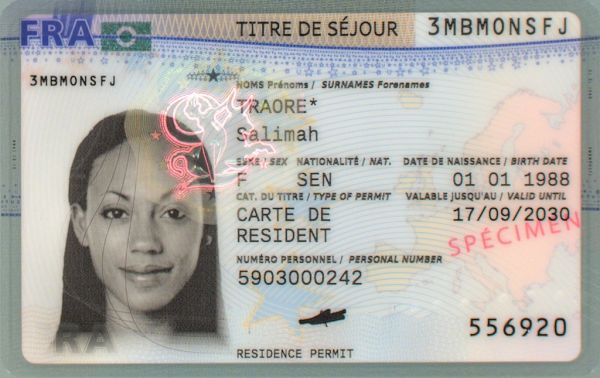 FRA TITRE DE SÉJOUR 3MBMONSFJ
3MBMONSFJ
NOMS Prénoms / SURNAMES Forenames
TRAORE*
Salimah
SEXE / SEX NATIONALITÉ / NAT. DATE DE NAISSANCE / BIRTH DATE
F SEN 01 01 1988
CAT. DU TITRE / TYPE OF PERMIT VALABLE JUSQU'AU / VALID UNTIL
CARTE DE RESIDENT 17/09/2030
SPÉCIMEN
NUMÉRO PERSONNEL / PERSONAL NUMBER
5903000242
556920
RESIDENCE PERMIT